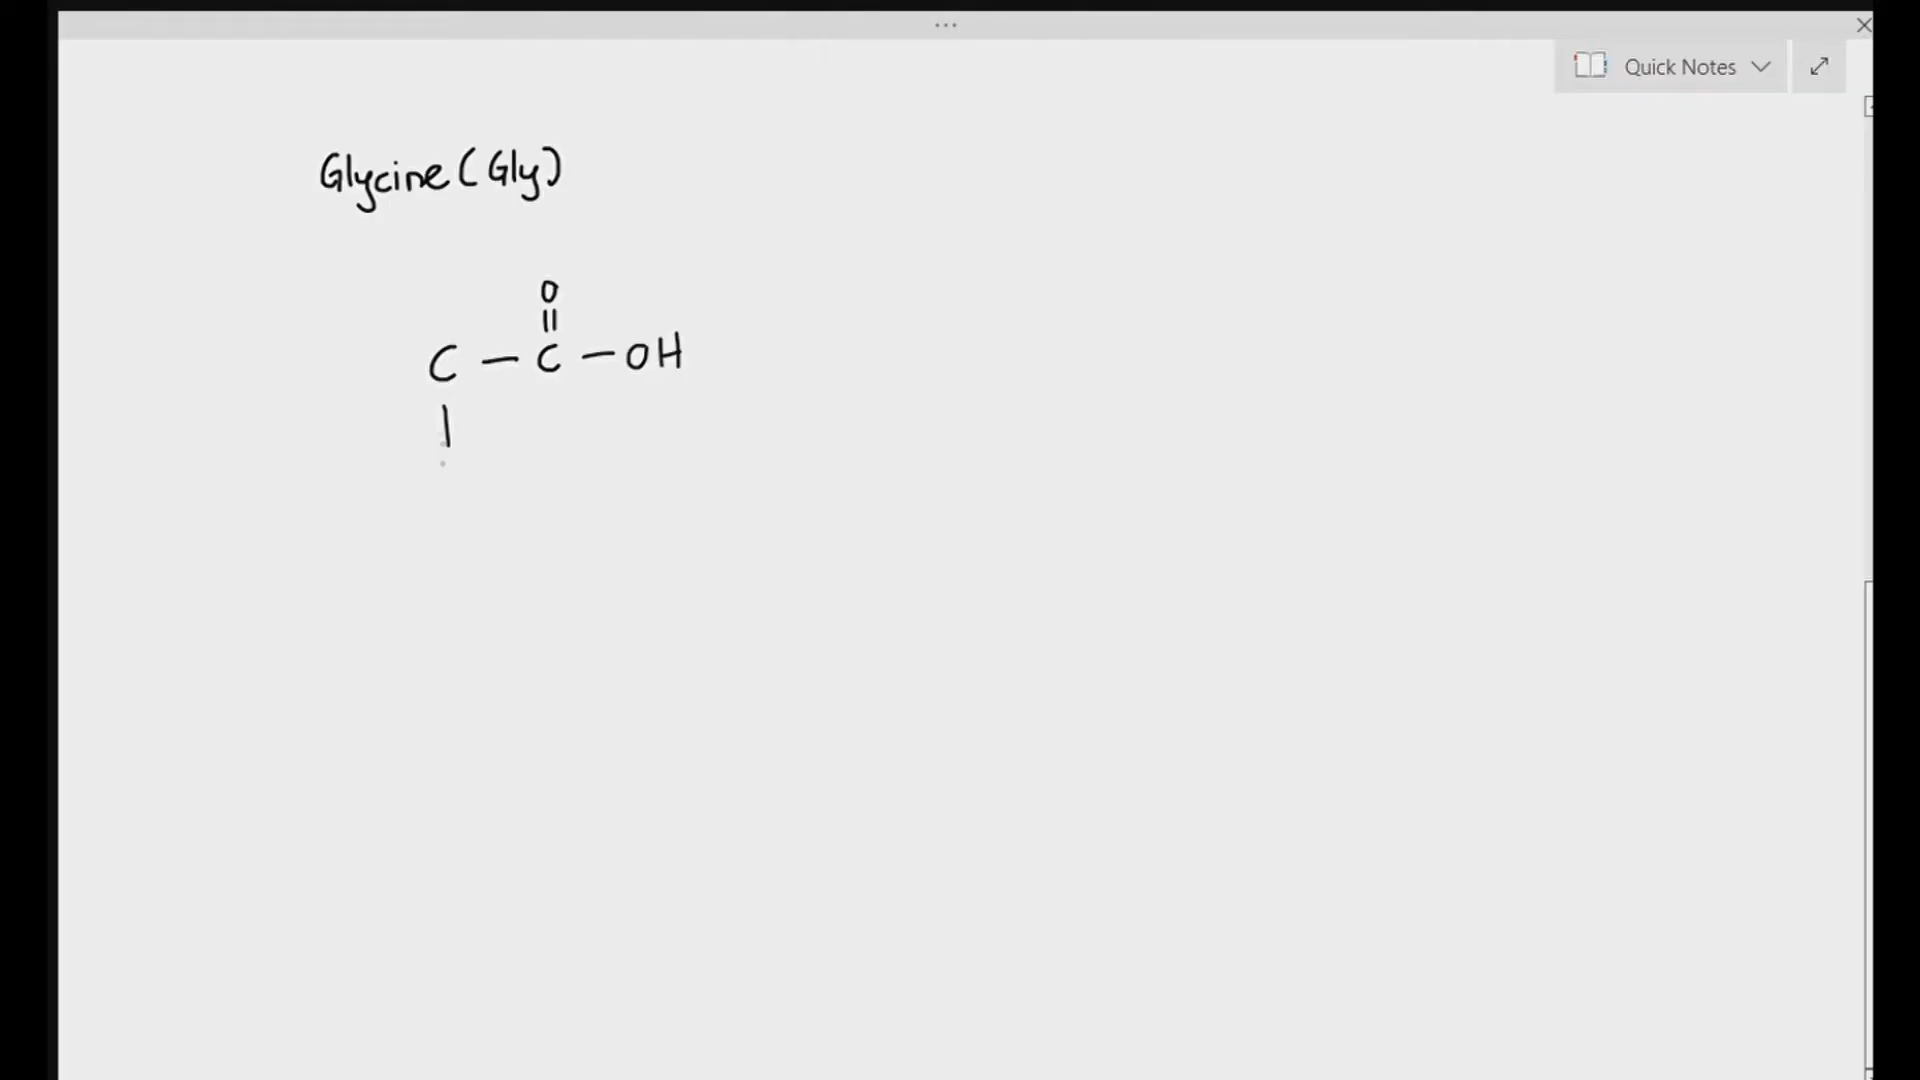 Quick Notes
Glycine (Gly)
O
||
C — C — OH
|